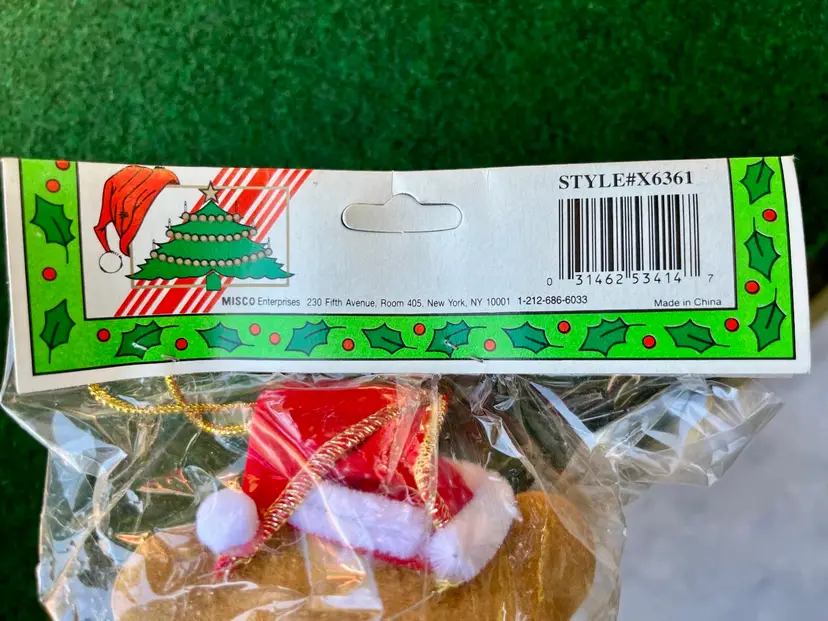 STYLE#X6361
0 31462 53414 7
MISCO Enterprises 230 Fifth Avenue, Room 405, New York, NY 10001 1-212-686-6033
Made in China